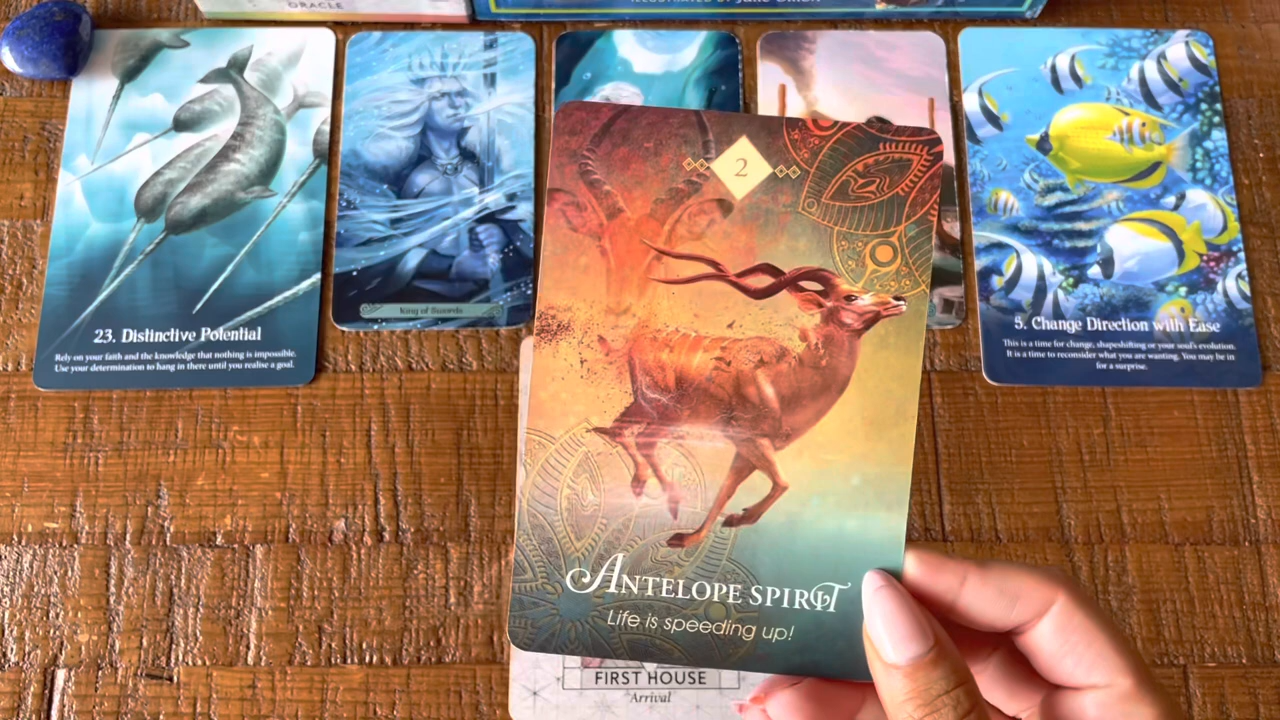 ORACLE
ILLUSTRATED BY
23. Distinctive Potential
Rely on your faith and the knowledge that nothing is impossible.
Use your determination to hang in there until you realise a goal.
King of Swords
2
ANTELOPE SPIRIT
Life is speeding up!
5. Change Direction with Ease
This is a time for change, shapeshifting or your soul's evolution.
It is a time to reconsider what you are wanting. You may be in
for a surprise.
FIRST HOUSE
Arrival